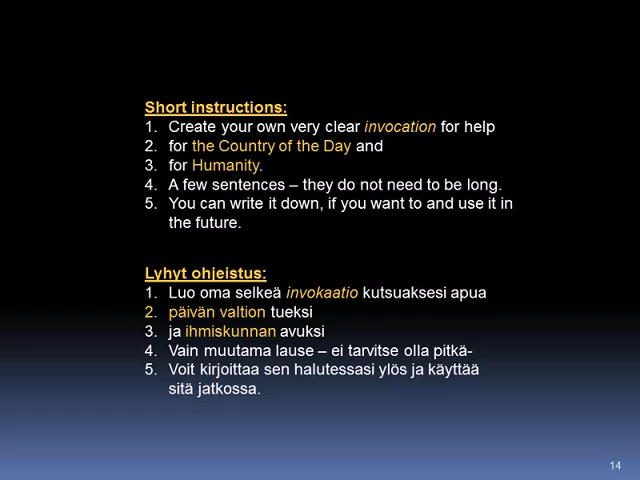 Short instructions:
1. Create your own very clear invocation for help
2. for the Country of the Day and
3. for Humanity.
4. A few sentences – they do not need to be long.
5. You can write it down, if you want to and use it in
the future.
Lyhyt ohjeistus:
1. Luo oma selkeä invokaatio kutsuaksesi apua
2. päivän valtion tueksi
3. ja ihmiskunnan avuksi
4. Vain muutama lause – ei tarvitse olla pitkä-
5. Voit kirjoittaa sen halutessasi ylös ja käyttää
sitä jatkossa.
14